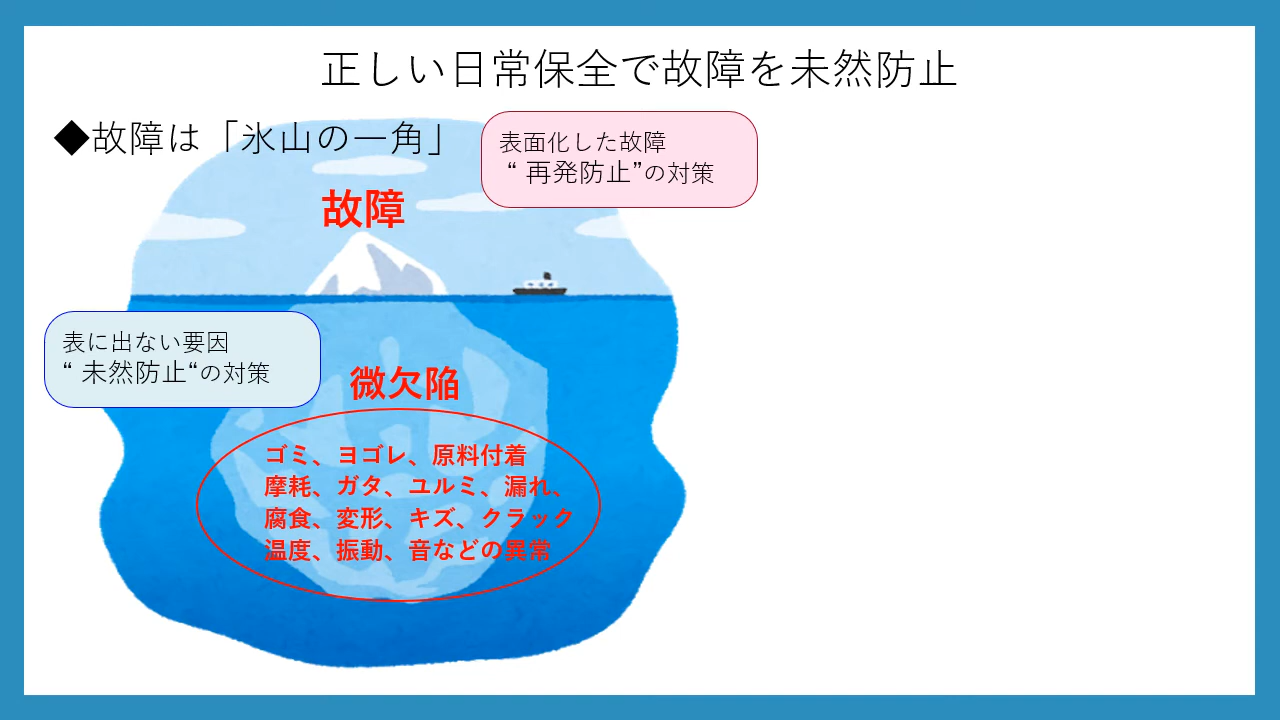 正しい日常保全で故障を未然防止
◆故障は「氷山の一角」
表面化した故障
“ 再発防止”の対策
故障
表に出ない要因
“ 未然防止“の対策
微欠陥
ゴミ、ヨゴレ、原料付着
摩耗、ガタ、ユルミ、漏れ、
腐食、変形、キズ、クラック
温度、振動、音などの異常